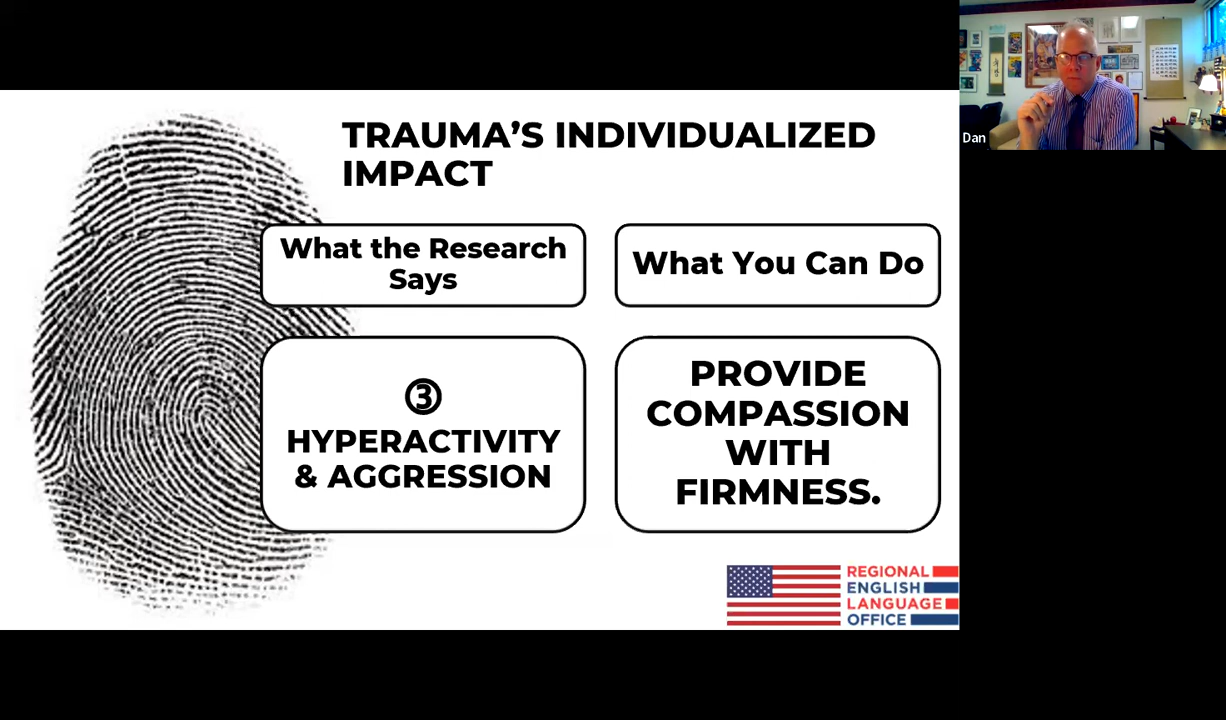 TRAUMA’S INDIVIDUALIZED
IMPACT
What the Research
Says
What You Can Do
③
HYPERACTIVITY
& AGGRESSION
PROVIDE
COMPASSION
WITH
FIRMNESS.
REGIONAL
ENGLISH
LANGUAGE
OFFICE
Dan